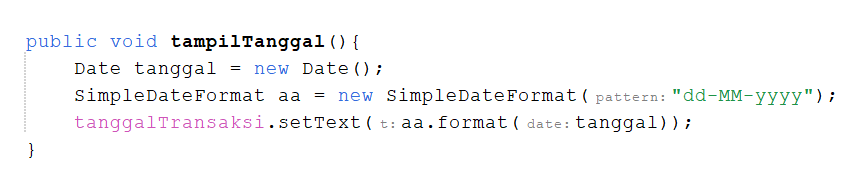 public void tampilTanggal(){
Date tanggal = new Date();
SimpleDateFormat aa = new SimpleDateFormat( pattern: "dd-MM-yyyy");
tanggalTransaksi.setText( t: aa.format( date: tanggal));
}